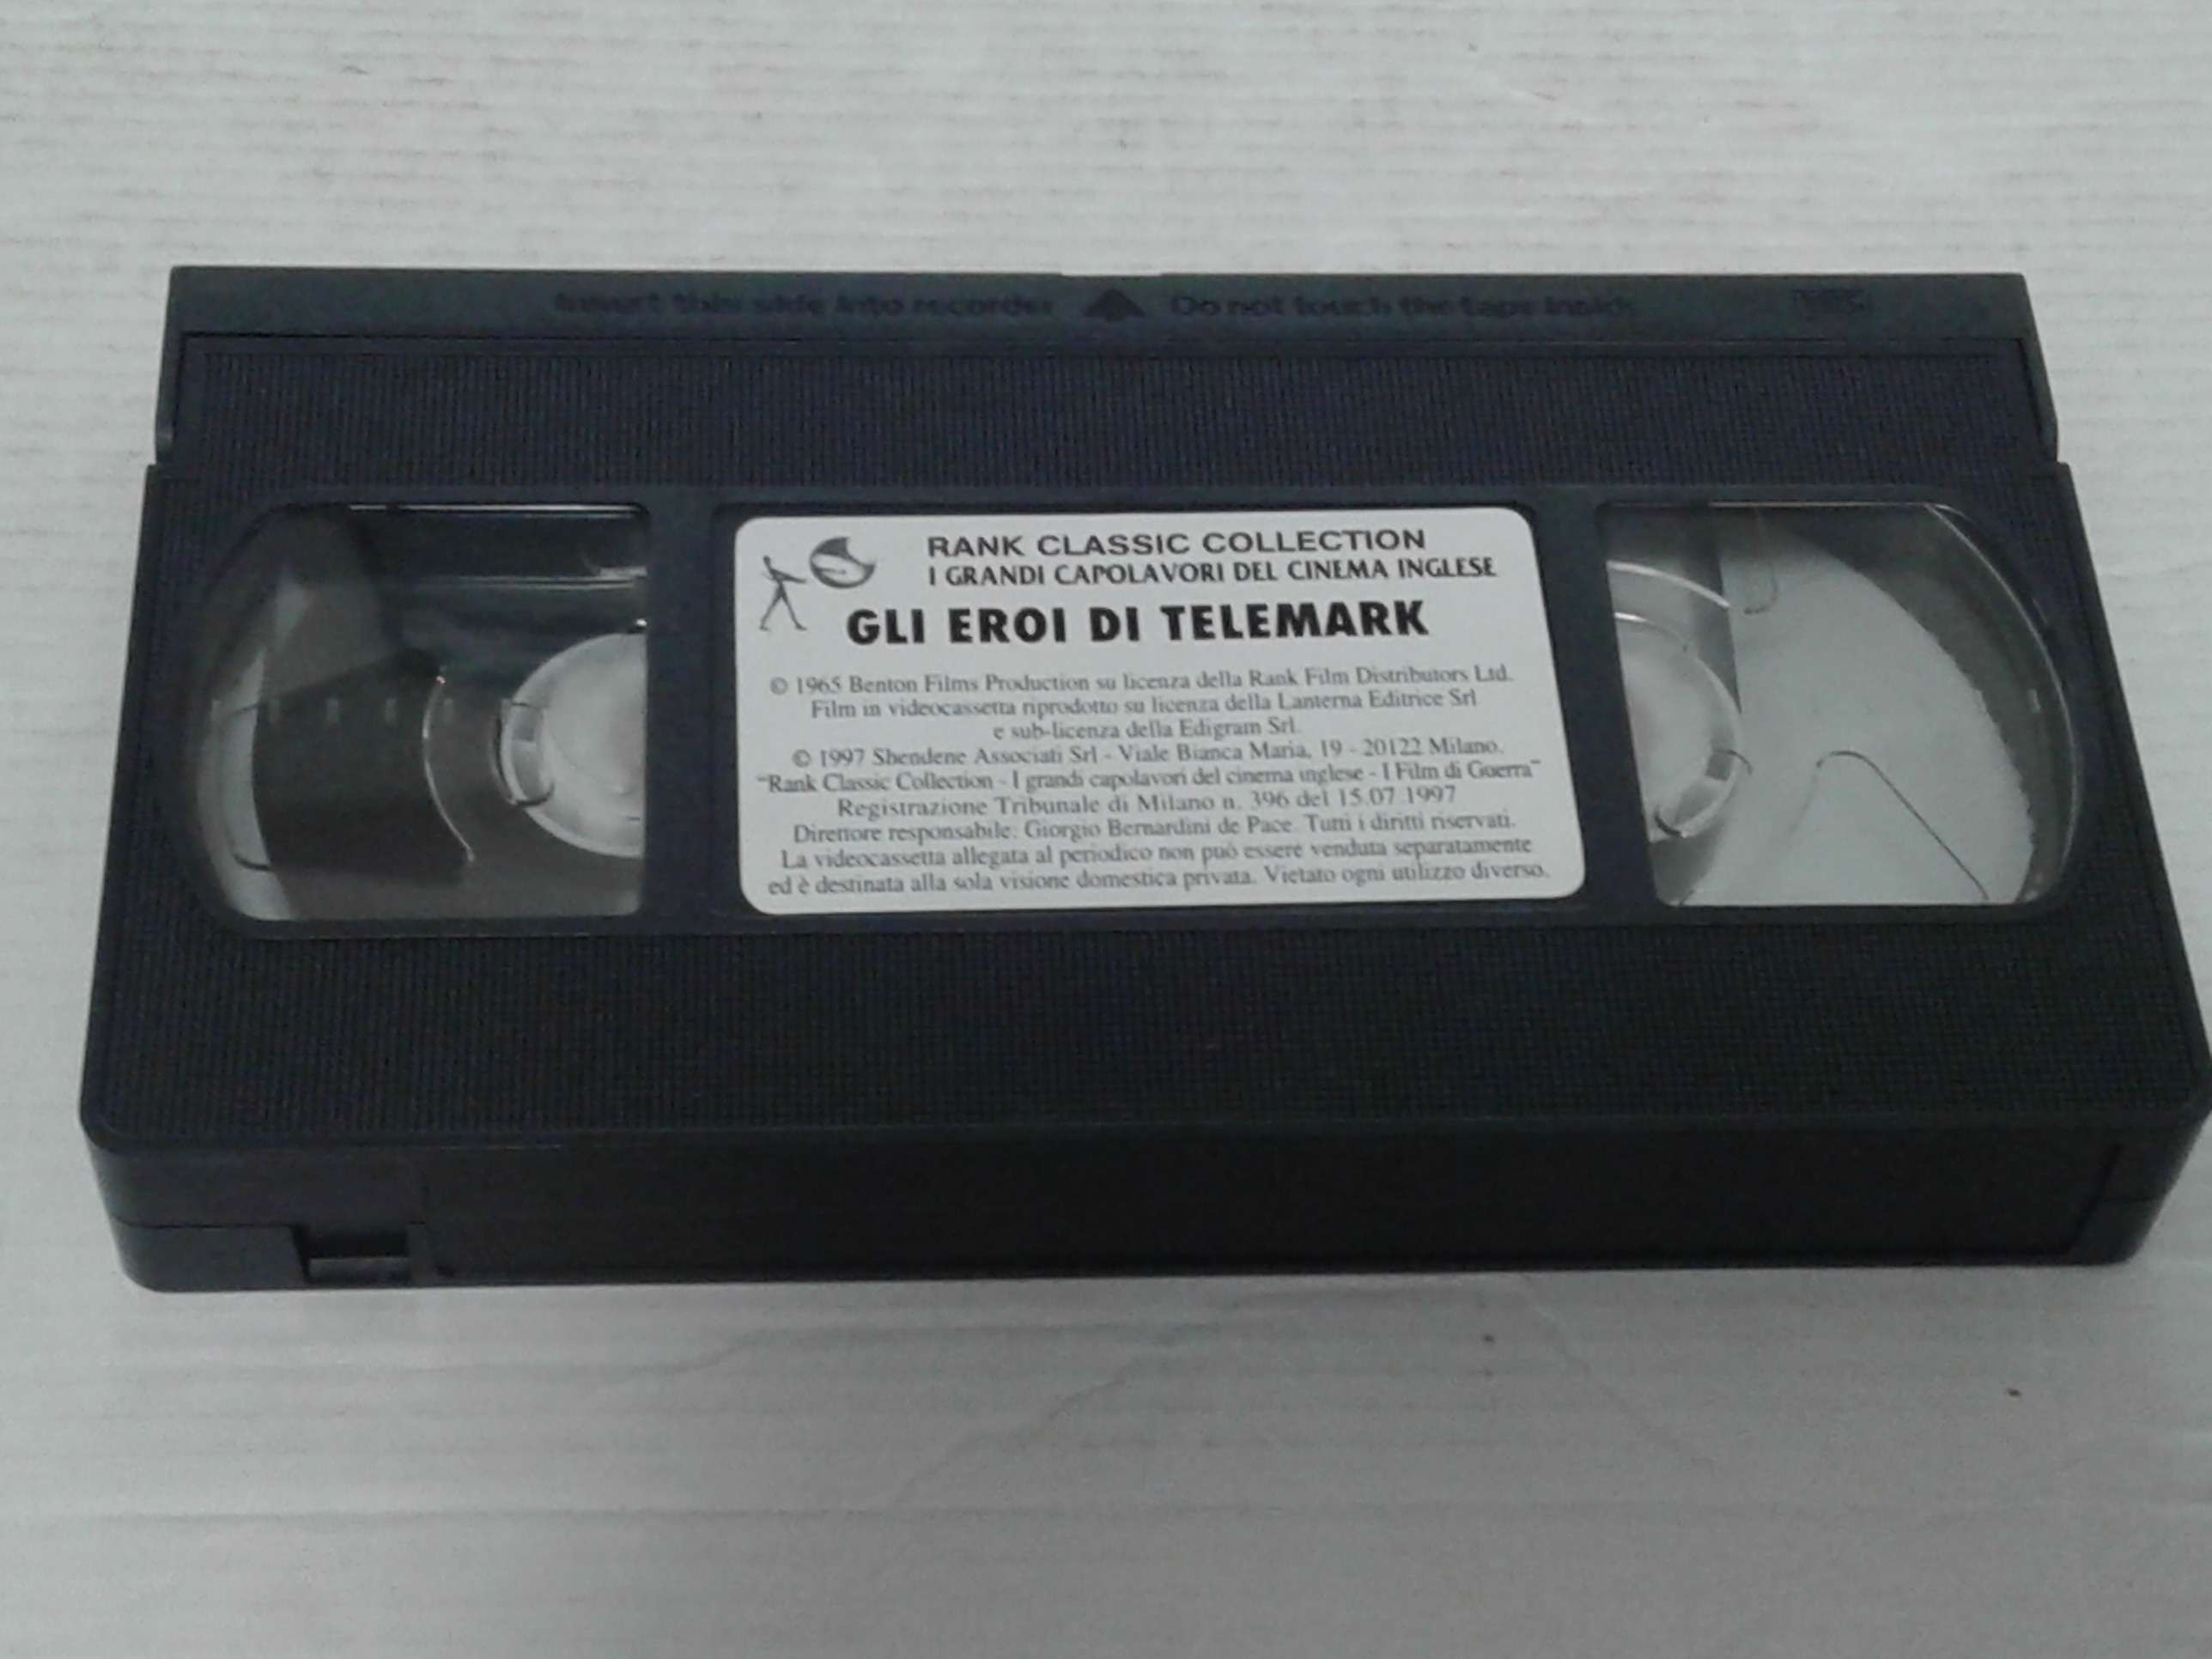 Insert this side into recorder ▲ Do not touch the tape inside
VHS
RANK CLASSIC COLLECTION
I GRANDI CAPOLAVORI DEL CINEMA INGLESE
GLI EROI DI TELEMARK
© 1965 Benton Films Production su licenza della Rank Film Distributors Ltd.
Film in videocassetta riprodotto su licenza della Lanterna Editrice Srl
e sub-licenza della Edigram Srl.
© 1997 Shendene Associati Srl - Viale Bianca Maria, 19 - 20122 Milano.
"Rank Classic Collection - I grandi capolavori del cinema inglese - I Film di Guerra"
Registrazione Tribunale di Milano n. 396 del 15.07.1997
Direttore responsabile: Giorgio Bernardini de Pace. Tutti i diritti riservati.
La videocassetta allegata al periodico non può essere venduta separatamente
ed è destinata alla sola visione domestica privata. Vietato ogni utilizzo diverso.